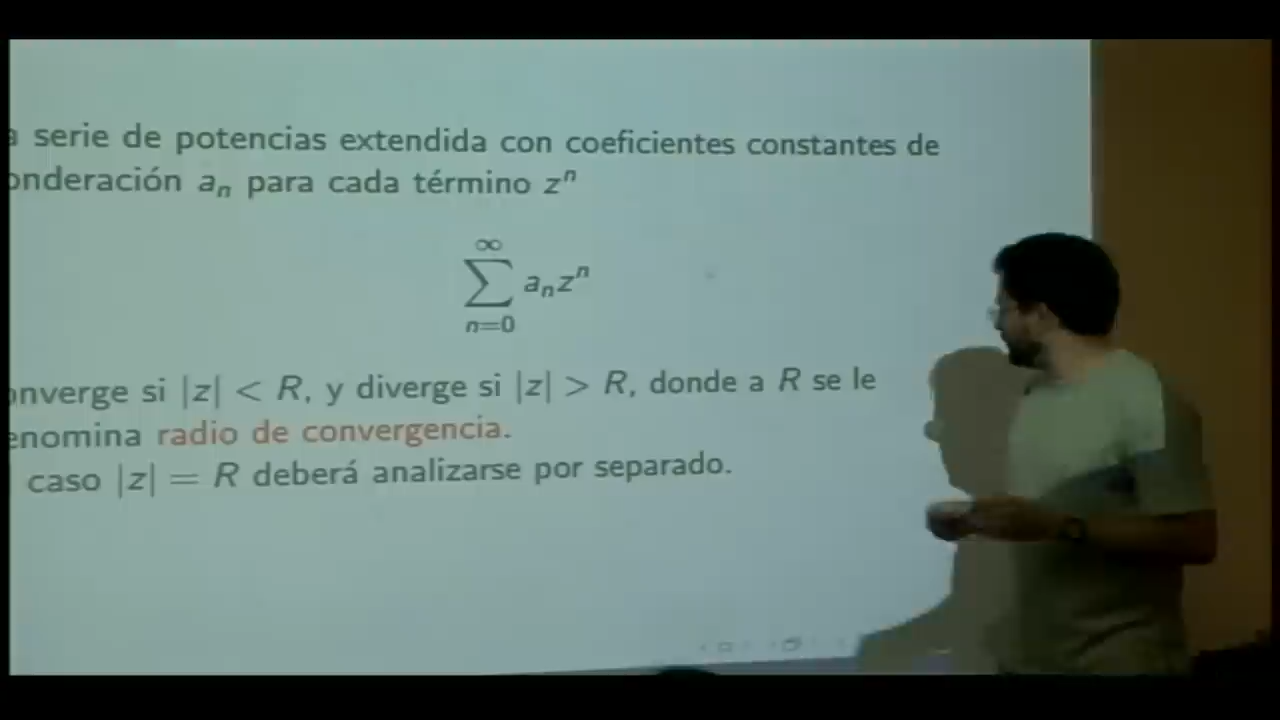 a serie de potencias extendida con coeficientes constantes de
onderación aₙ para cada término zⁿ
∞
∑ aₙzⁿ
n=0
onverge si |z| < R, y diverge si |z| > R, donde a R se le
enomina radio de convergencia.
caso |z| = R deberá analizarse por separado.